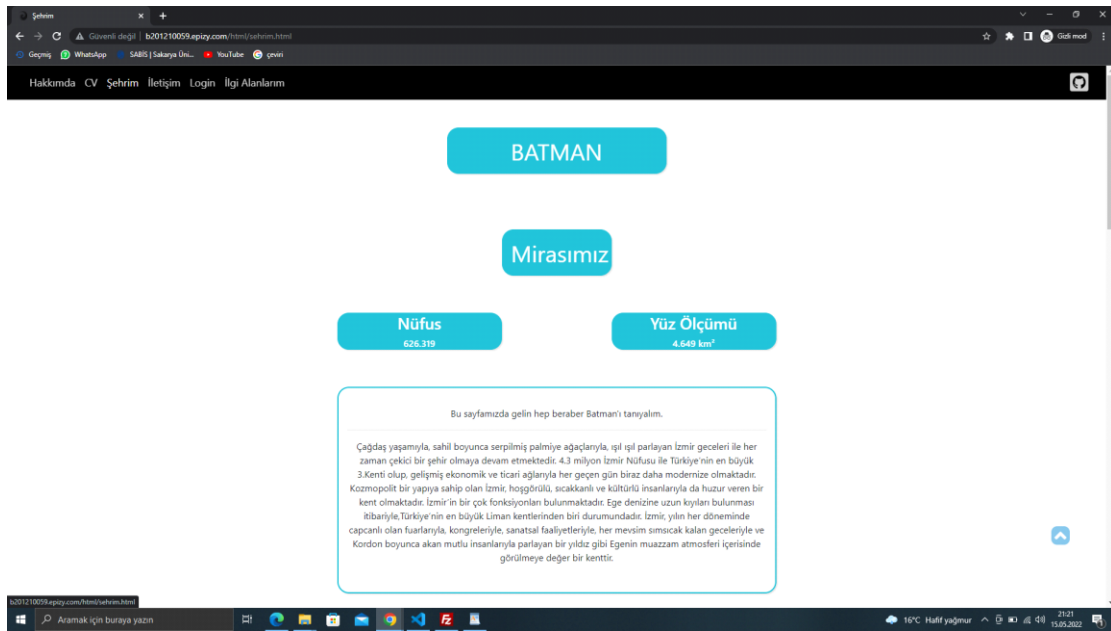 Şehrim
Güvenli değil | b201210059.epizy.com/html/sehrim.html
Gizli mod
Geçmiş WhatsApp SABİS | Sakarya Üni... YouTube çeviri
Hakkımda CV Şehrim İletişim Login İlgi Alanlarım
BATMAN
Mirasımız
Nüfus
626.319
Yüz Ölçümü
4.649 km²
Bu sayfamızda gelin hep beraber Batman'ı tanıyalım.
Çağdaş yaşamıyla, sahil boyunca serpilmiş palmiye ağaçlarıyla, ışıl ışıl parlayan İzmir geceleri ile her
zaman çekici bir şehir olmaya devam etmektedir. 4.3 milyon İzmir Nüfusu ile Türkiye'nin en büyük
3.Kenti olup, gelişmiş ekonomik ve ticari ağlarıyla her geçen gün biraz daha modernize olmaktadır.
Kozmopolit bir yapıya sahip olan İzmir, hoşgörülü, sıcakkanlı ve kültürlü insanlarıyla da huzur veren bir
kent olmaktadır. İzmir'in bir çok fonksiyonları bulunmaktadır. Ege denizine uzun kıyıları bulunması
itibariyle,Türkiye'nin en büyük Liman kentlerinden biri durumundadır. İzmir, yılın her döneminde
capcanlı olan fuarlarıyla, kongreleriyle, sanatsal faaliyetleriyle, her mevsim sımsıcak kalan geceleriyle ve
Kordon boyunca akan mutlu insanlarıyla parlayan bir yıldız gibi Egenin muazzam atmosferi içerisinde
görülmeye değer bir kenttir.
b201210059.epizy.com/html/sehrim.html
Aramak için buraya yazın
16°C Hafif yağmur
21:21
15.05.2022